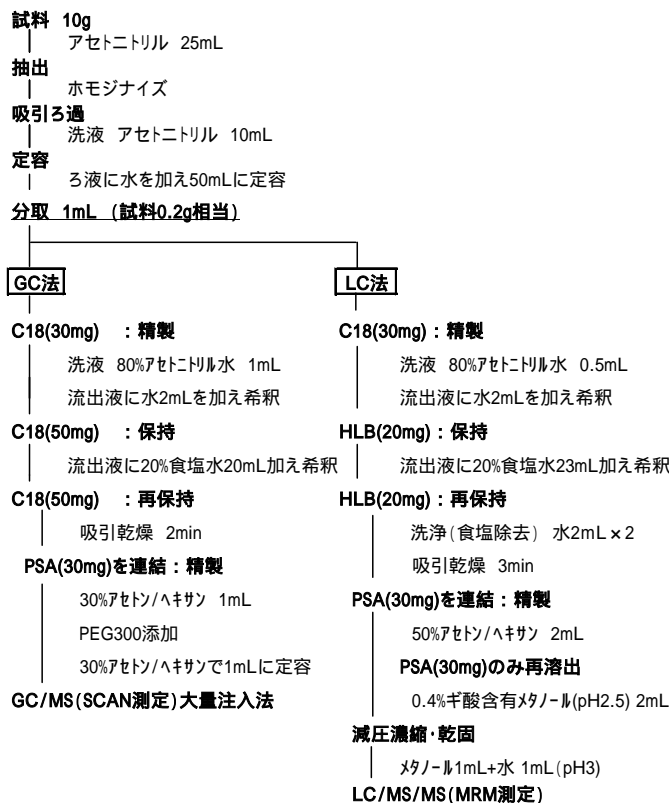 試料 10g
アセトニトリル 25mL
抽出
ホモジナイズ
吸引ろ過
洗液 アセトニトリル 10mL
定容
ろ液に水を加え50mLに定容
分取 1mL (試料0.2g相当)
GC法
C18(30mg) :精製
洗液 80%アセトニトリル水 1mL
流出液に水2mLを加え希釈
C18(50mg) :保持
流出液に20%食塩水20mL加え希釈
C18(50mg) :再保持
吸引乾燥 2min
PSA(30mg)を連結:精製
30%アセトン/ヘキサン 1mL
PEG300添加
30%アセトン/ヘキサンで1mLに定容
GC/MS(SCAN測定)大量注入法
LC法
C18(30mg):精製
洗液 80%アセトニトリル水 0.5mL
流出液に水2mLを加え希釈
HLB(20mg):保持
流出液に20%食塩水23mL加え希釈
HLB(20mg):再保持
洗浄(食塩除去) 水2mL×2
吸引乾燥 3min
PSA(30mg)を連結:精製
50%アセトン/ヘキサン 2mL
PSA(30mg)のみ再溶出
0.4%ギ酸含有メタノール(pH2.5) 2mL
減圧濃縮・乾固
メタノール1mL+水 1mL(pH3)
LC/MS/MS(MRM測定)